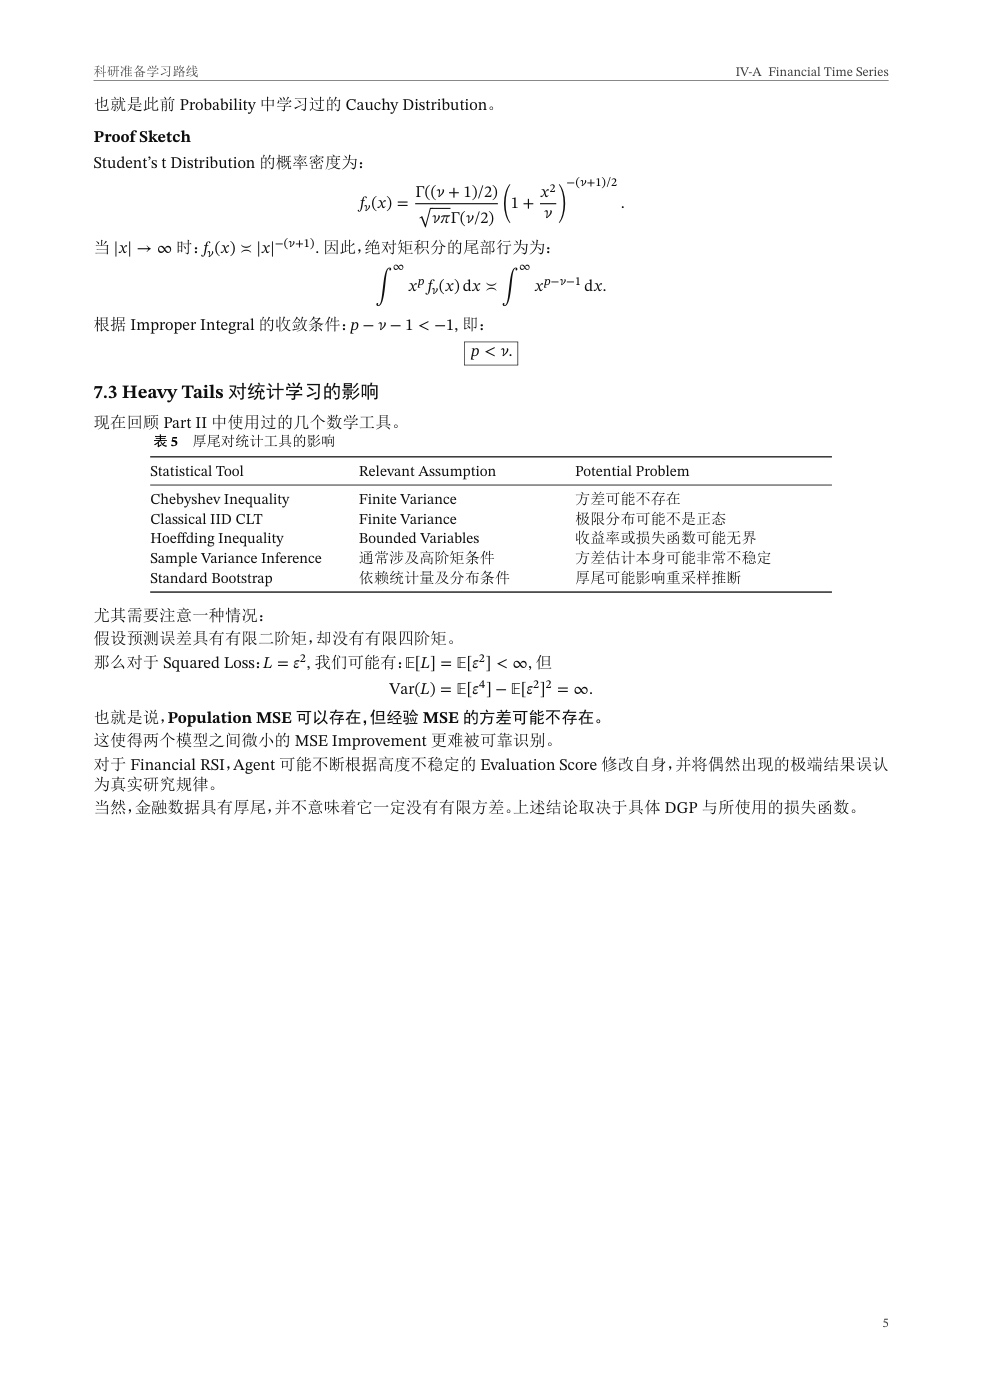 科研准备学习路线 IV-A Financial Time Series
也就是此前 Probability 中学习过的 Cauchy Distribution。
Proof Sketch
Student's t Distribution 的概率密度为：
f_ν(x) = Γ((ν + 1)/2) / (√(νπ)Γ(ν/2)) (1 + x²/ν)^{−(ν+1)/2}.
当 |x| → ∞ 时：f_ν(x) ≍ |x|^{−(ν+1)}. 因此，绝对矩积分的尾部行为为：
∫^∞ x^p f_ν(x) dx ≍ ∫^∞ x^{p−ν−1} dx.
根据 Improper Integral 的收敛条件：p − ν − 1 < −1, 即：
p < ν.
7.3 Heavy Tails 对统计学习的影响
现在回顾 Part II 中使用过的几个数学工具。
表 5 厚尾对统计工具的影响
Statistical Tool Relevant Assumption Potential Problem
Chebyshev Inequality Finite Variance 方差可能不存在
Classical IID CLT Finite Variance 极限分布可能不是正态
Hoeffding Inequality Bounded Variables 收益率或损失函数可能无界
Sample Variance Inference 通常涉及高阶矩条件 方差估计本身可能非常不稳定
Standard Bootstrap 依赖统计量及分布条件 厚尾可能影响重采样推断
尤其需要注意一种情况：
假设预测误差具有有限二阶矩，却没有有限四阶矩。
那么对于 Squared Loss：L = ε², 我们可能有：𝔼[L] = 𝔼[ε²] < ∞, 但
Var(L) = 𝔼[ε⁴] − 𝔼[ε²]² = ∞.
也就是说，Population MSE 可以存在，但经验 MSE 的方差可能不存在。
这使得两个模型之间微小的 MSE Improvement 更难被可靠识别。
对于 Financial RSI，Agent 可能不断根据高度不稳定的 Evaluation Score 修改自身，并将偶然出现的极端结果误认
为真实研究规律。
当然，金融数据具有厚尾，并不意味着它一定没有有限方差。上述结论取决于具体 DGP 与所使用的损失函数。
5